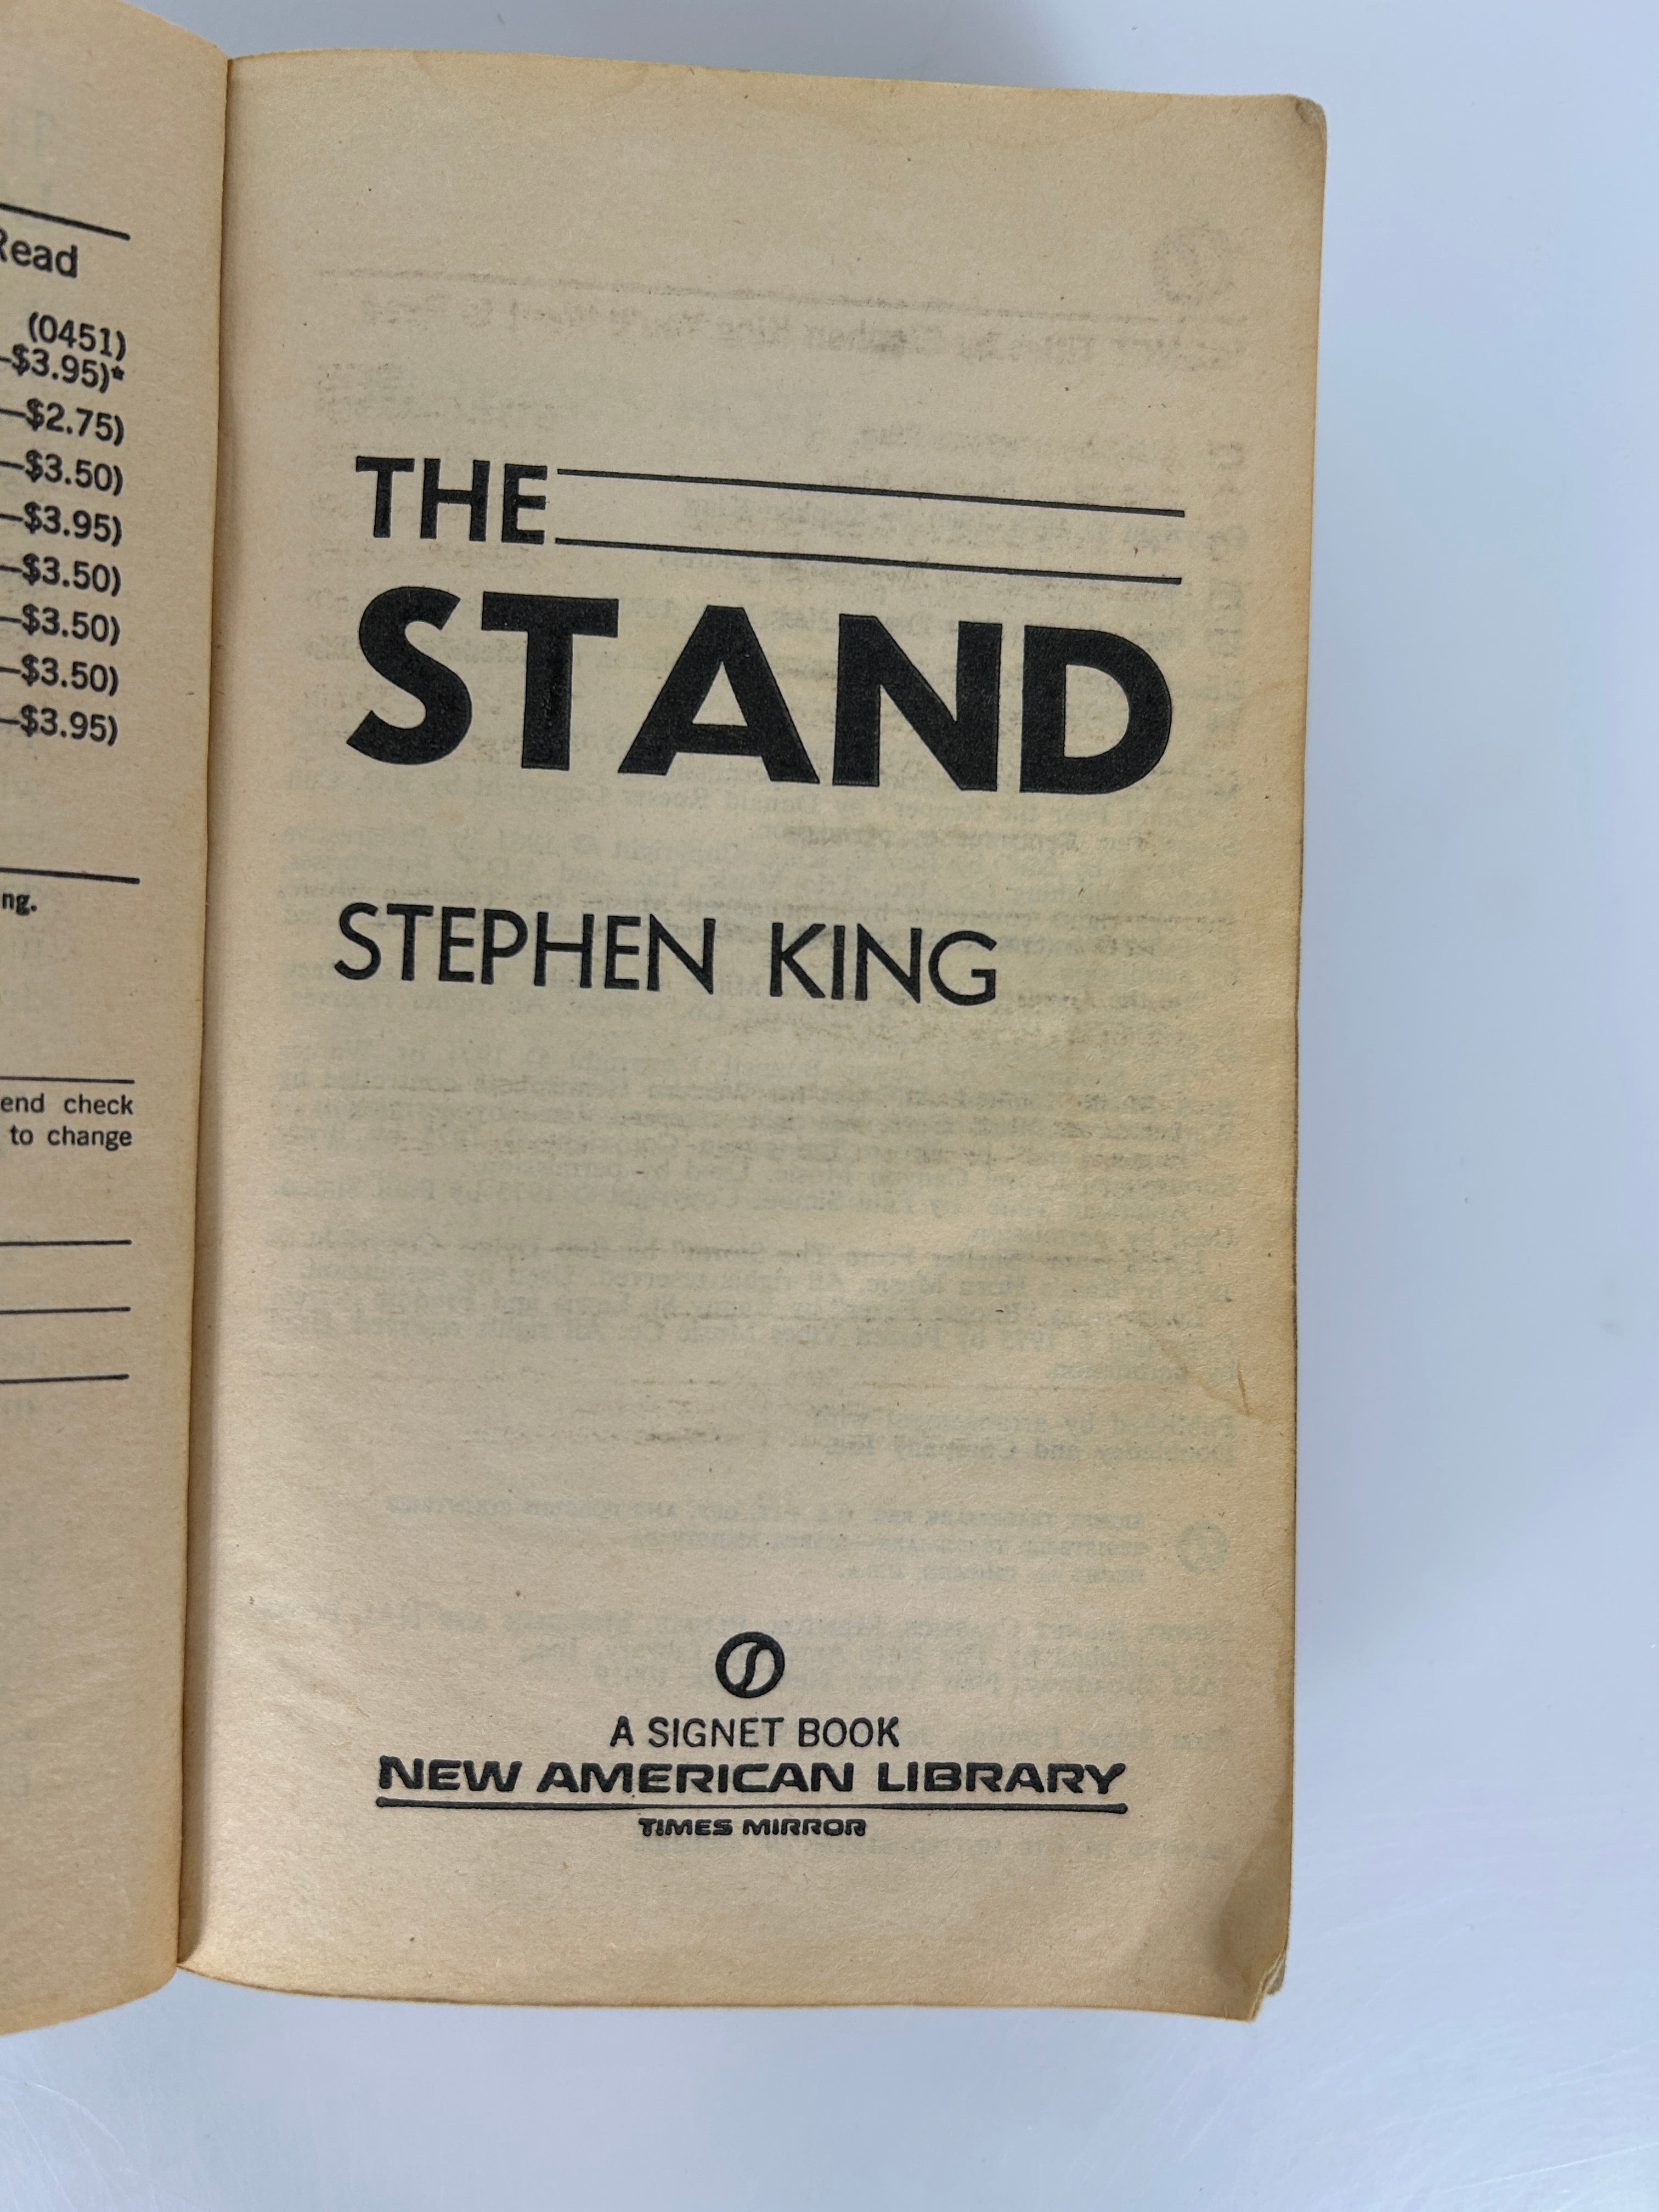 Read
(0451)
—$3.95)*
—$2.75)
—$3.50)
—$3.95)
—$3.50)
—$3.50)
—$3.50)
—$3.95)
ng.
end check
to change
THE
STAND
STEPHEN KING
A SIGNET BOOK
NEW AMERICAN LIBRARY
TIMES MIRROR